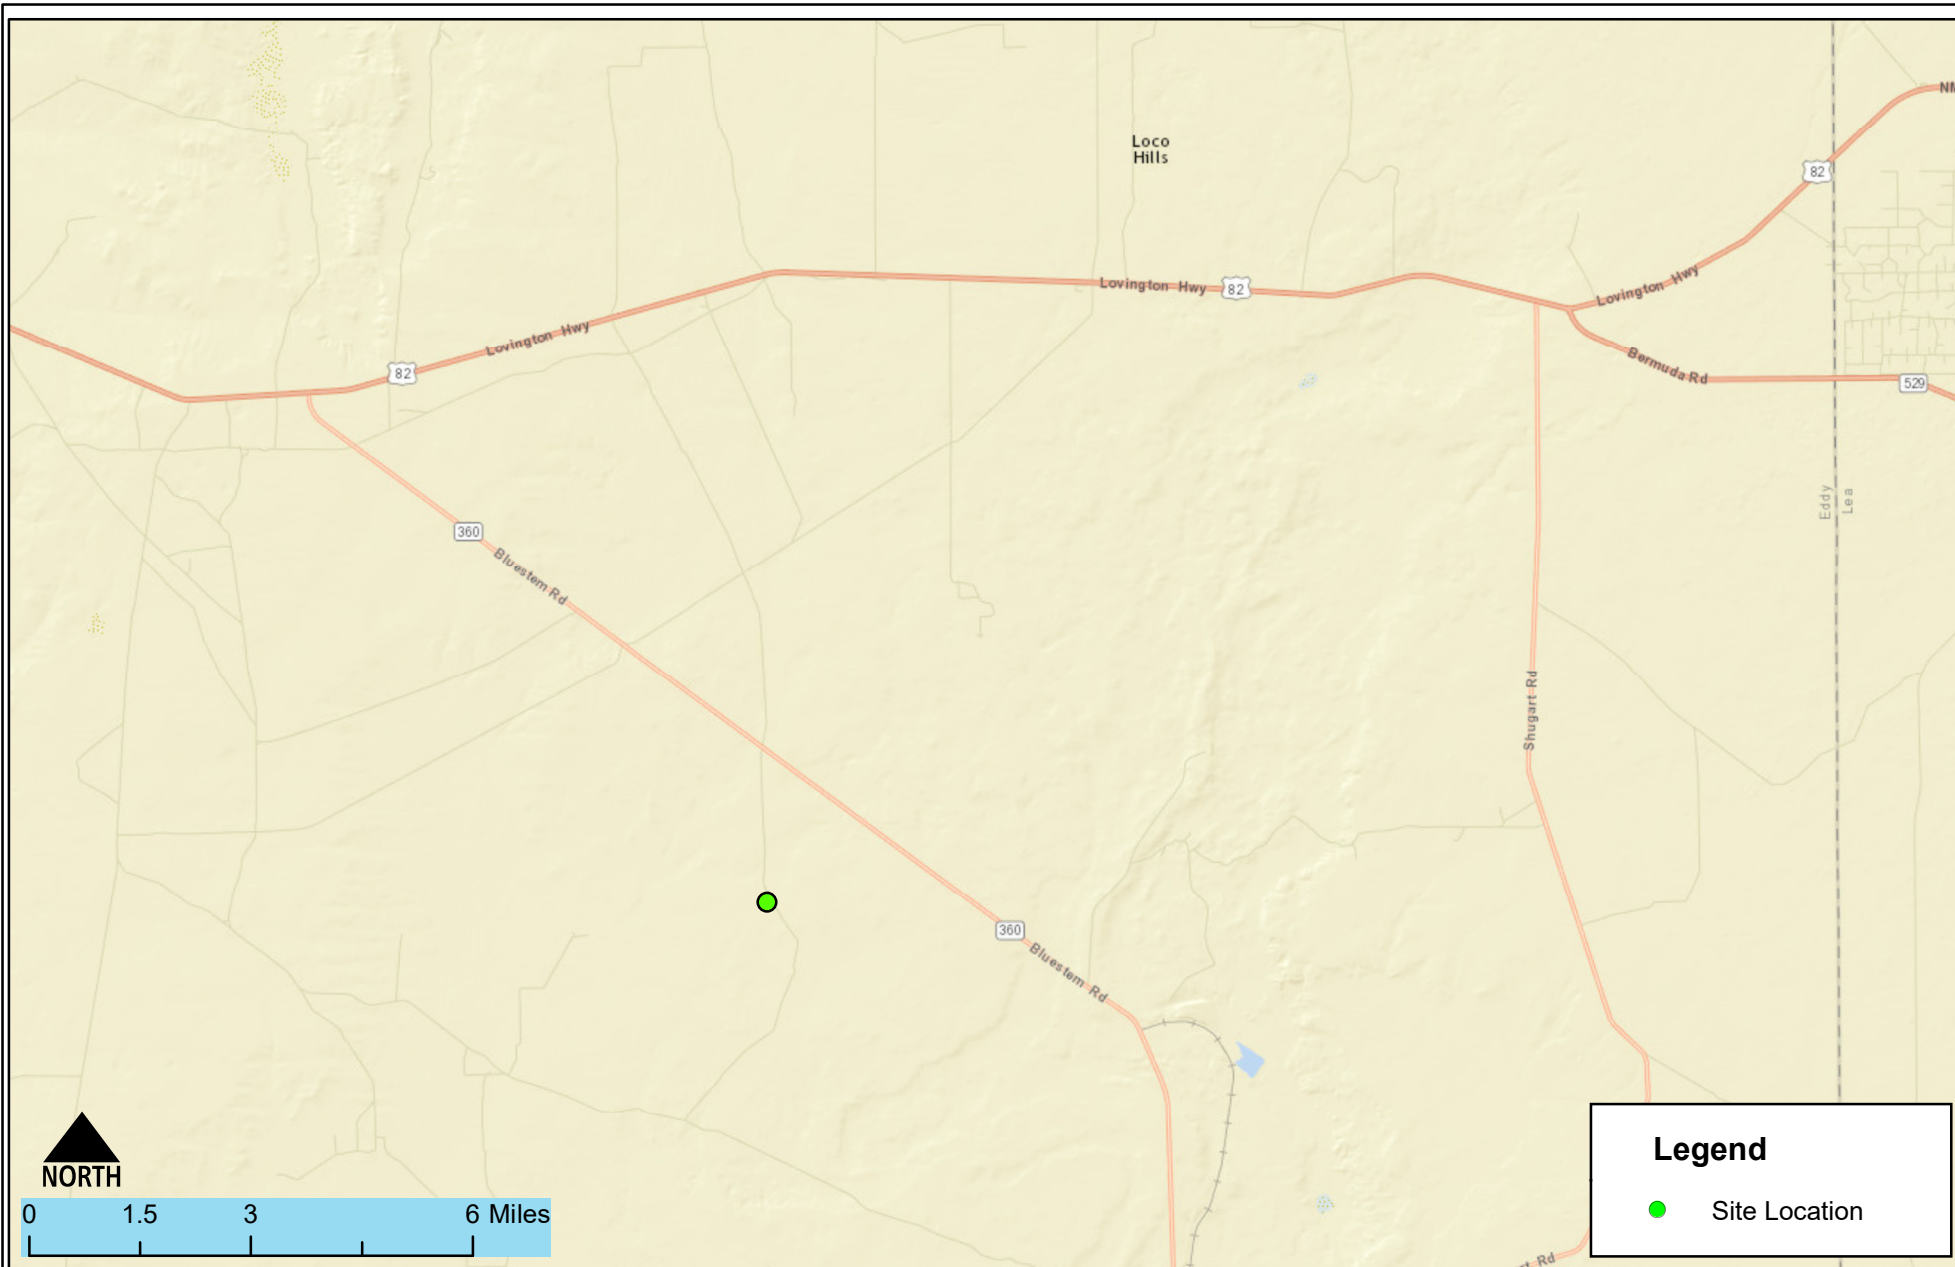 NM
Loco
Hills
82
Lovington Hwy
82
Lovington Hwy
Lovington Hwy
82
Bermuda Rd
529
Eddy
Lea
360
Bluestem Rd
Shugart Rd
360
Bluestem Rd
NORTH
0 1.5 3 6 Miles
Legend
Site Location
Rd